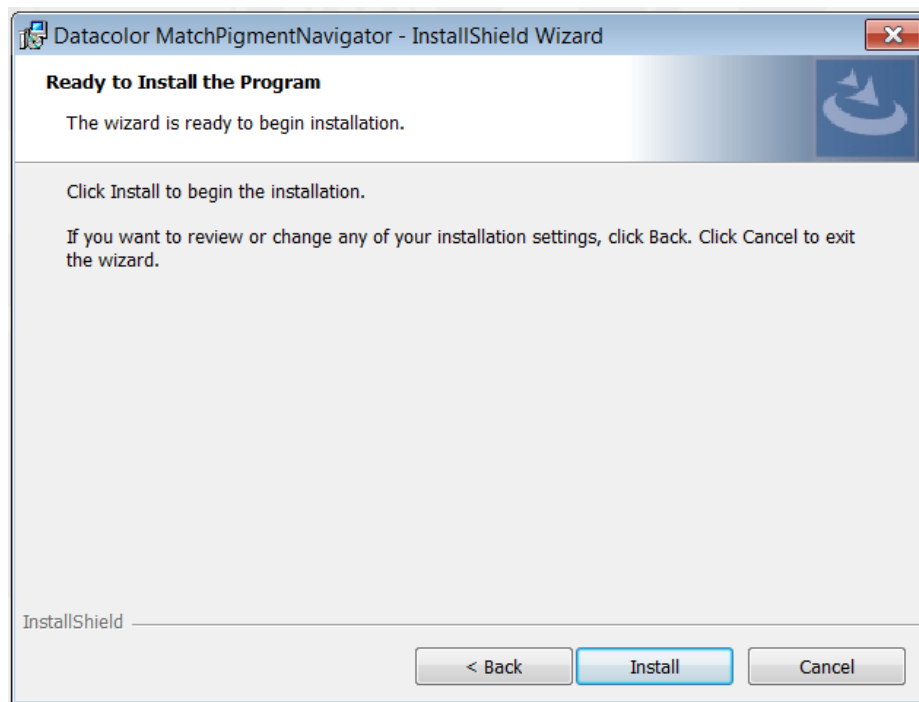 Datacolor MatchPigmentNavigator - InstallShield Wizard
Ready to Install the Program
The wizard is ready to begin installation.
Click Install to begin the installation.
If you want to review or change any of your installation settings, click Back. Click Cancel to exit
the wizard.
InstallShield
< Back Install Cancel